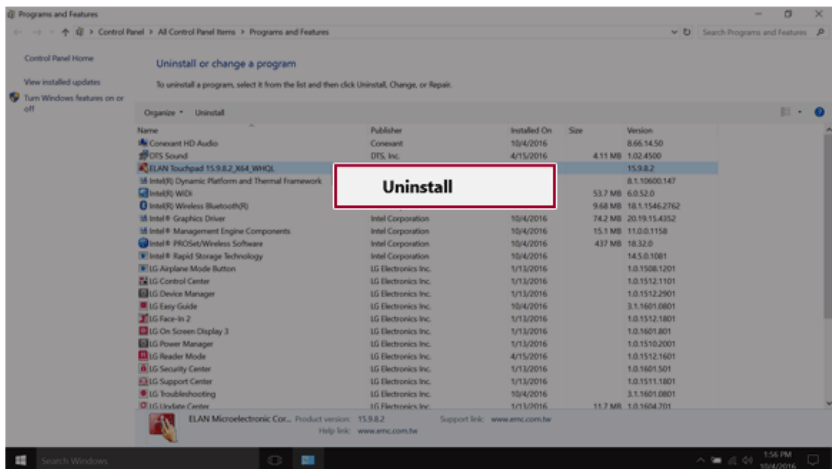 Programs and Features
Control Panel > All Control Panel Items > Programs and Features
Search Programs and Features
Control Panel Home
View installed updates
Turn Windows features on or
off
Uninstall or change a program
To uninstall a program, select it from the list and then click Uninstall, Change, or Repair.
Organize Uninstall
Name Publisher Installed On Size Version
Conexant HD Audio Conexant 10/4/2016 8.66.14.50
DTS Sound DTS, Inc. 4/15/2016 4.11 MB 1.02.4500
ELAN Touchpad 15.9.8.2_X64_WHQL 15.9.8.2
Intel(R) Dynamic Platform and Thermal Framework 8.1.10600.147
Intel(R) WiDi 53.7 MB 6.0.52.0
Intel(R) Wireless Bluetooth(R) 9.68 MB 18.1.1546.2762
Uninstall
Intel® Graphics Driver Intel Corporation 10/4/2016 74.2 MB 20.19.15.4352
Intel® Management Engine Components Intel Corporation 10/4/2016 15.1 MB 11.0.0.1158
Intel® PROSet/Wireless Software Intel Corporation 10/4/2016 437 MB 18.32.0
Intel® Rapid Storage Technology Intel Corporation 10/4/2016 14.5.0.1081
LG Airplane Mode Button LG Electronics Inc. 1/13/2016 1.0.1508.1201
LG Control Center LG Electronics Inc. 1/13/2016 1.0.1512.1101
LG Device Manager LG Electronics Inc. 1/13/2016 1.0.1512.2901
LG Easy Guide LG Electronics Inc. 10/4/2016 3.1.1601.0801
LG Face-In 2 LG Electronics Inc. 1/13/2016 1.0.1512.1801
LG On Screen Display 3 LG Electronics Inc. 1/13/2016 1.0.1601.801
LG Power Manager LG Electronics Inc. 1/13/2016 1.0.1510.2001
LG Reader Mode LG Electronics Inc. 4/15/2016 1.0.1512.1601
LG Security Center LG Electronics Inc. 1/13/2016 1.0.1601.501
LG Support Center LG Electronics Inc. 1/13/2016 1.0.1511.1801
LG Troubleshooting LG Electronics Inc. 10/4/2016 3.1.1601.0801
LG Update Center LG Electronics Inc. 1/13/2016 11.7 MB 1.0.1604.701
ELAN Microelectronic Cor... Product version: 15.9.8.2 Support link: www.emc.com.tw
Help link: www.emc.com.tw
Search Windows
1:56 PM
10/4/2016